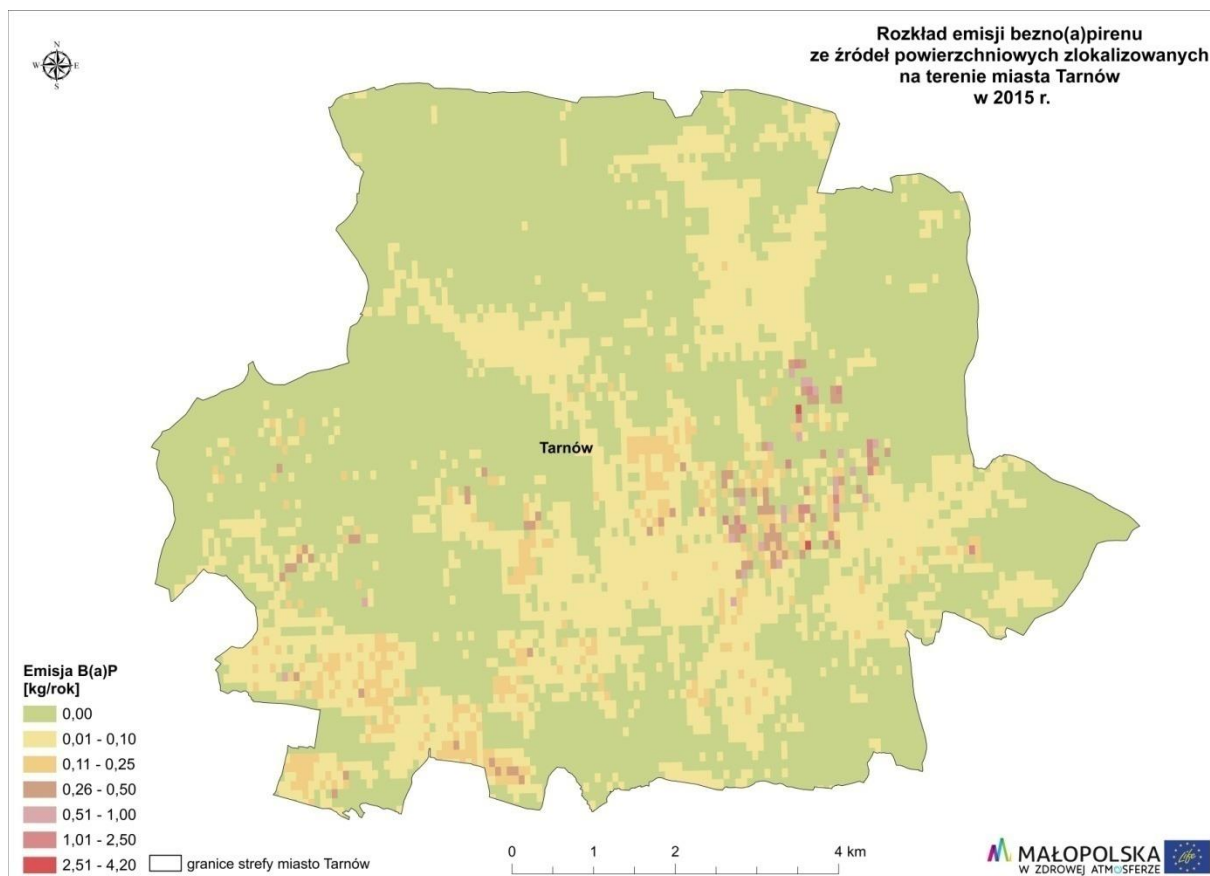 Rozkład emisji bezno(a)pirenu
ze źródeł powierzchniowych zlokalizowanych
na terenie miasta Tarnów
w 2015 r.
N
W E
S
Tarnów
Emisja B(a)P
[kg/rok]
0,00
0,01 - 0,10
0,11 - 0,25
0,26 - 0,50
0,51 - 1,00
1,01 - 2,50
2,51 - 4,20
granice strefy miasto Tarnów
0 1 2 4 km
MAŁOPOLSKA
W ZDROWEJ ATMOSFERZE
Life